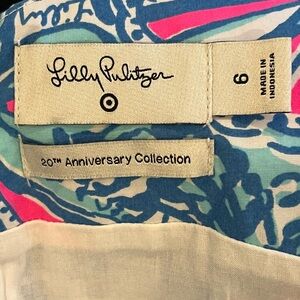 Lilly Pulitzer
6
MADE IN
INDONESIA
20TH Anniversary Collection